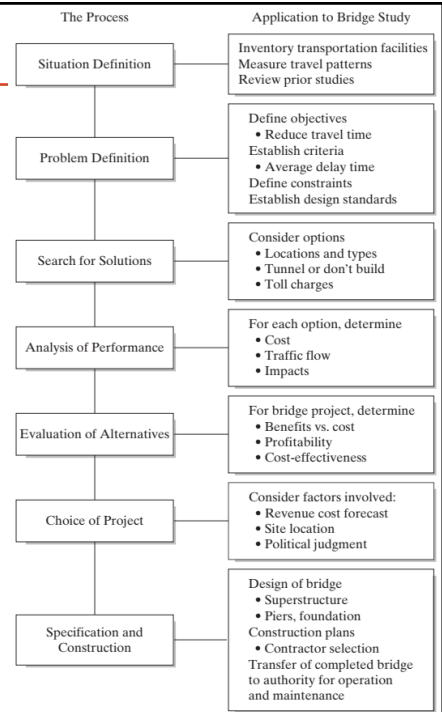 The Process
Application to Bridge Study
Situation Definition
Inventory transportation facilities
Measure travel patterns
Review prior studies
Problem Definition
Define objectives
• Reduce travel time
Establish criteria
• Average delay time
Define constraints
Establish design standards
Search for Solutions
Consider options
• Locations and types
• Tunnel or don't build
• Toll charges
Analysis of Performance
For each option, determine
• Cost
• Traffic flow
• Impacts
Evaluation of Alternatives
For bridge project, determine
• Benefits vs. cost
• Profitability
• Cost-effectiveness
Choice of Project
Consider factors involved:
• Revenue cost forecast
• Site location
• Political judgment
Specification and
Construction
Design of bridge
• Superstructure
• Piers, foundation
Construction plans
• Contractor selection
Transfer of completed bridge
to authority for operation
and maintenance